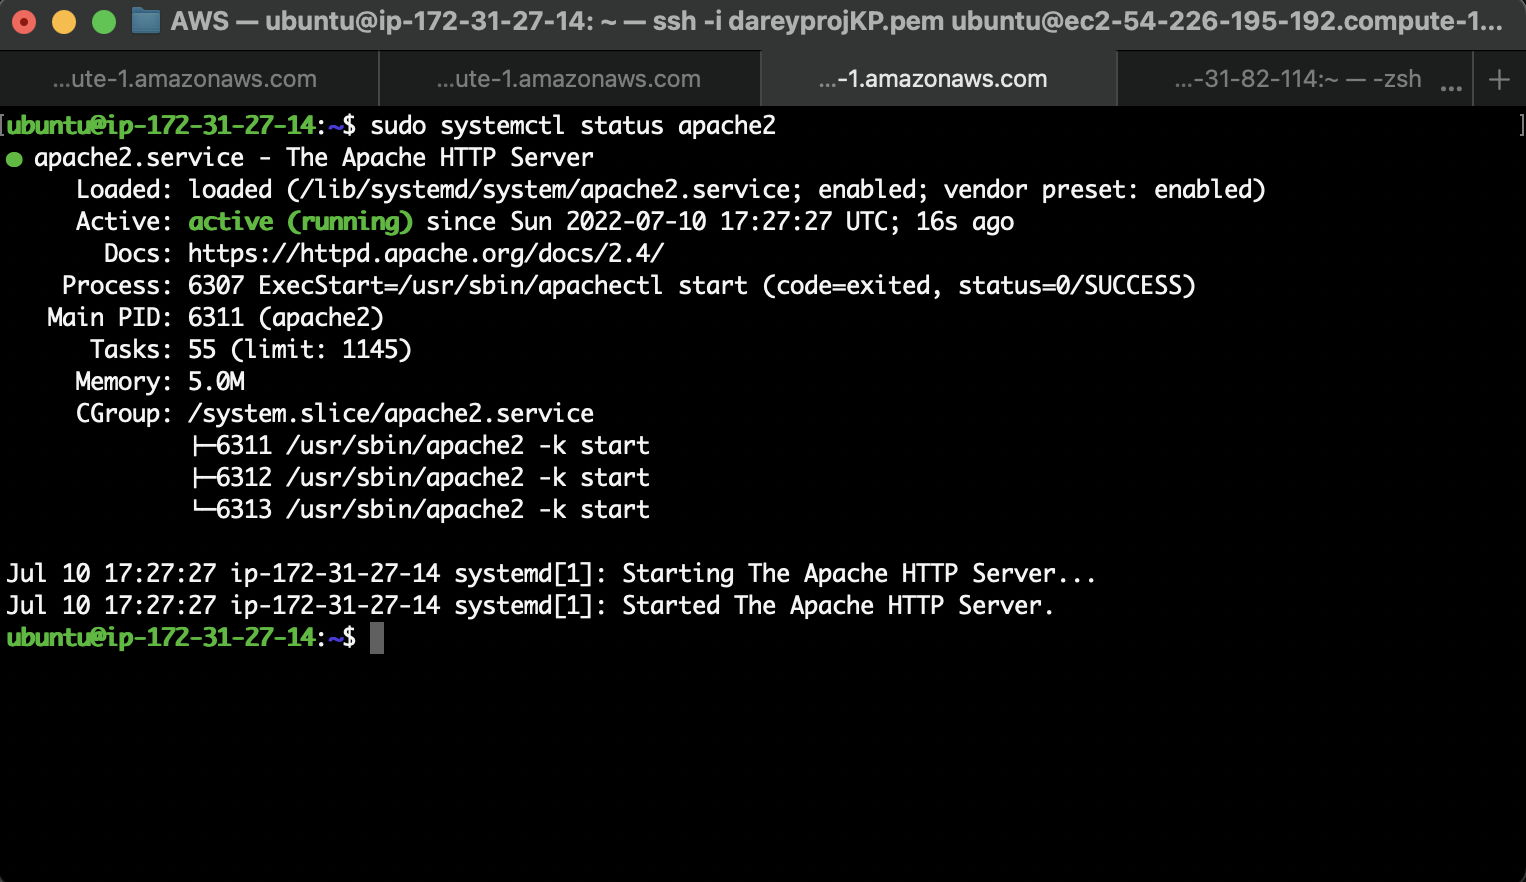 AWS — ubuntu@ip-172-31-27-14: ~ — ssh -i dareyprojKP.pem ubuntu@ec2-54-226-195-192.compute-1...
...ute-1.amazonaws.com ...ute-1.amazonaws.com ...-1.amazonaws.com ...-31-82-114:~ — -zsh ... +
[ubuntu@ip-172-31-27-14:~$ sudo systemctl status apache2 ]
● apache2.service - The Apache HTTP Server
     Loaded: loaded (/lib/systemd/system/apache2.service; enabled; vendor preset: enabled)
     Active: active (running) since Sun 2022-07-10 17:27:27 UTC; 16s ago
       Docs: https://httpd.apache.org/docs/2.4/
    Process: 6307 ExecStart=/usr/sbin/apachectl start (code=exited, status=0/SUCCESS)
   Main PID: 6311 (apache2)
      Tasks: 55 (limit: 1145)
     Memory: 5.0M
     CGroup: /system.slice/apache2.service
             ├─6311 /usr/sbin/apache2 -k start
             ├─6312 /usr/sbin/apache2 -k start
             └─6313 /usr/sbin/apache2 -k start
Jul 10 17:27:27 ip-172-31-27-14 systemd[1]: Starting The Apache HTTP Server...
Jul 10 17:27:27 ip-172-31-27-14 systemd[1]: Started The Apache HTTP Server.
ubuntu@ip-172-31-27-14:~$